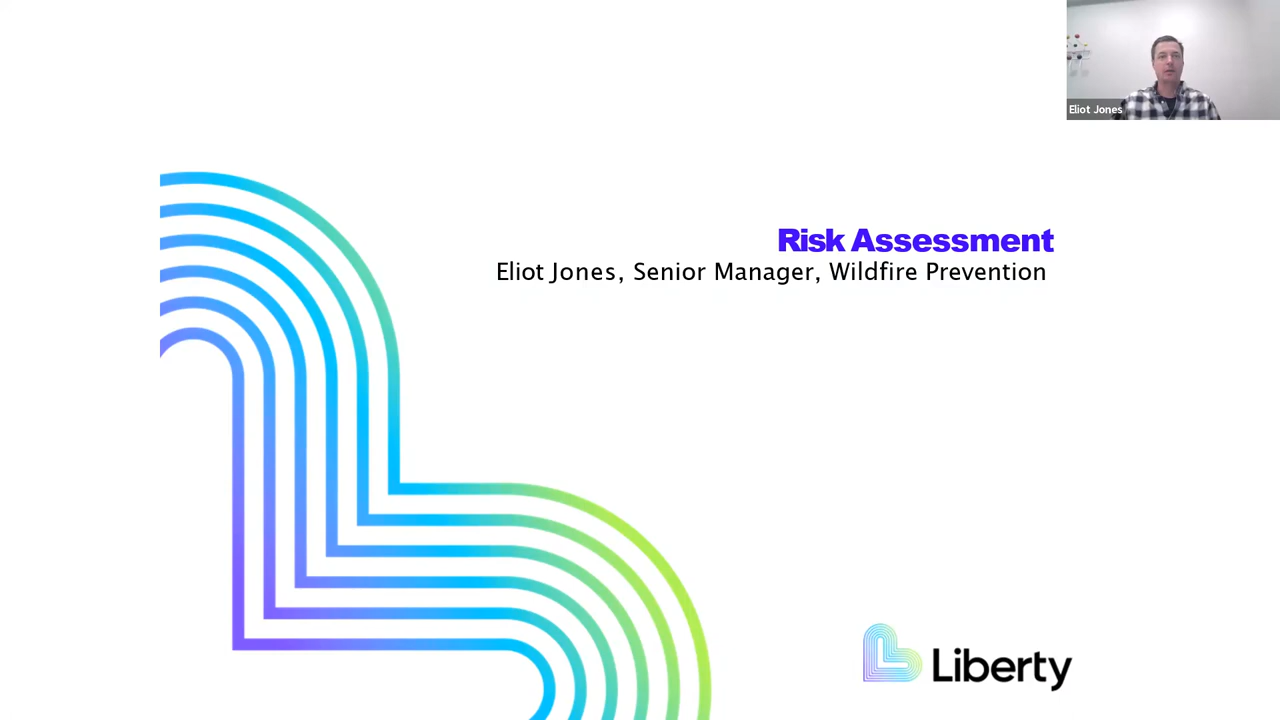 Eliot Jones
Risk Assessment
Eliot Jones, Senior Manager, Wildfire Prevention
Liberty